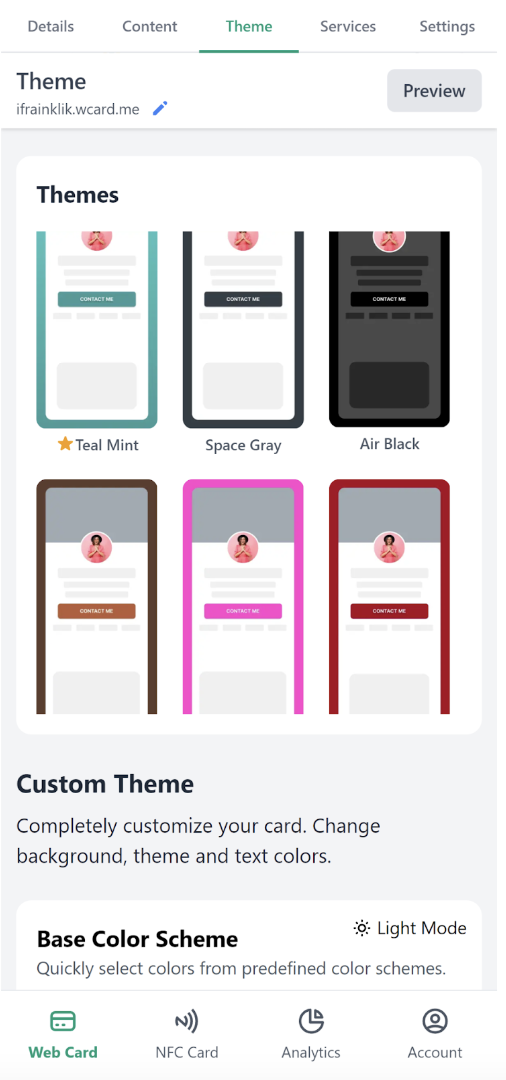 Details Content Theme Services Settings
Theme
ifrainklik.wcard.me
Preview
Themes
CONTACT ME CONTACT ME CONTACT ME
Teal Mint Space Gray Air Black
CONTACT ME CONTACT ME CONTACT ME
Custom Theme
Completely customize your card. Change
background, theme and text colors.
Base Color Scheme
Light Mode
Quickly select colors from predefined color schemes.
Web Card NFC Card Analytics Account